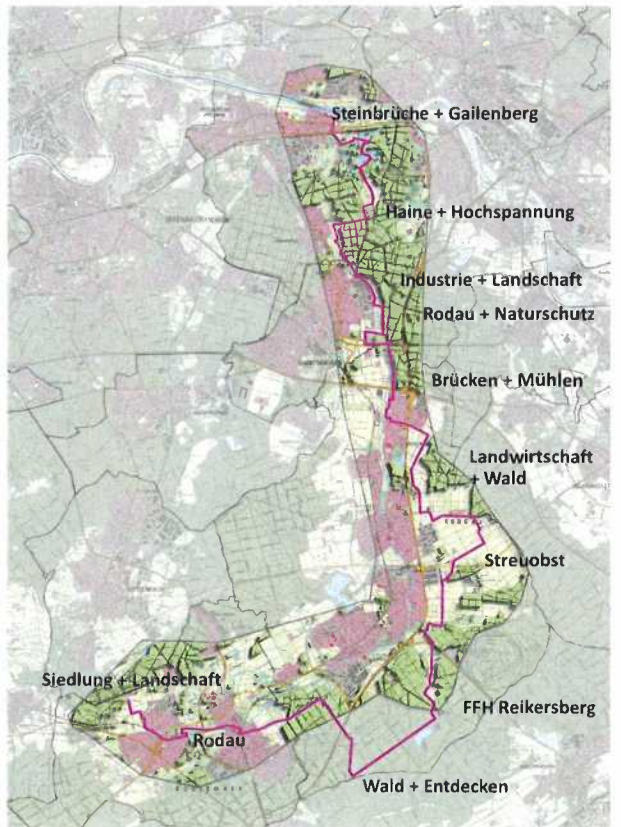 Steinbrüche + Gailenberg
Haine + Hochspannung
Industrie + Landschaft
Rodau + Naturschutz
Brücken + Mühlen
Landwirtschaft
+ Wald
Streuobst
Siedlung + Landschaft
FFH Reikersberg
Rodau
Wald + Entdecken